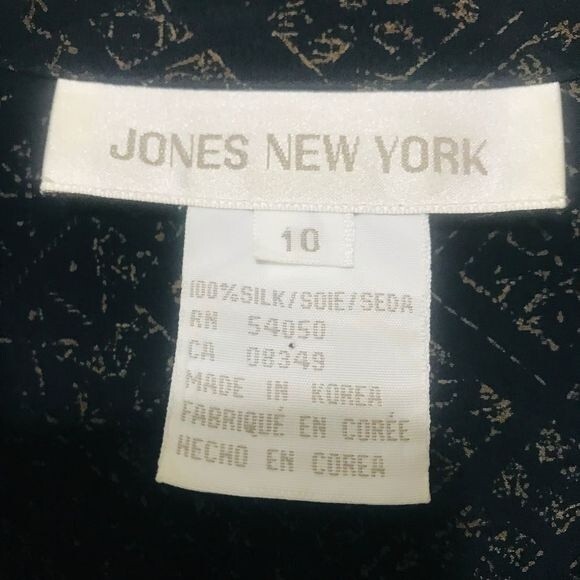 JONES NEW YORK
10
100%SILK/SOIE/SEDA
RN 54050
CA 08349
MADE IN KOREA
FABRIQUÉ EN CORÉE
HECHO EN COREA